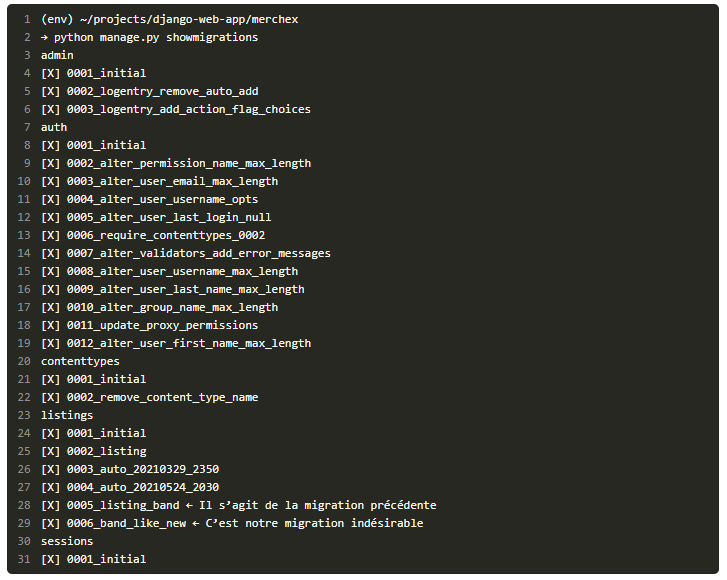 1 (env) ~/projects/django-web-app/merchex
2 → python manage.py showmigrations
3 admin
4 [X] 0001_initial
5 [X] 0002_logentry_remove_auto_add
6 [X] 0003_logentry_add_action_flag_choices
7 auth
8 [X] 0001_initial
9 [X] 0002_alter_permission_name_max_length
10 [X] 0003_alter_user_email_max_length
11 [X] 0004_alter_user_username_opts
12 [X] 0005_alter_user_last_login_null
13 [X] 0006_require_contenttypes_0002
14 [X] 0007_alter_validators_add_error_messages
15 [X] 0008_alter_user_username_max_length
16 [X] 0009_alter_user_last_name_max_length
17 [X] 0010_alter_group_name_max_length
18 [X] 0011_update_proxy_permissions
19 [X] 0012_alter_user_first_name_max_length
20 contenttypes
21 [X] 0001_initial
22 [X] 0002_remove_content_type_name
23 listings
24 [X] 0001_initial
25 [X] 0002_listing
26 [X] 0003_auto_20210329_2350
27 [X] 0004_auto_20210524_2030
28 [X] 0005_listing_band ← Il s’agit de la migration précédente
29 [X] 0006_band_like_new ← C’est notre migration indésirable
30 sessions
31 [X] 0001_initial